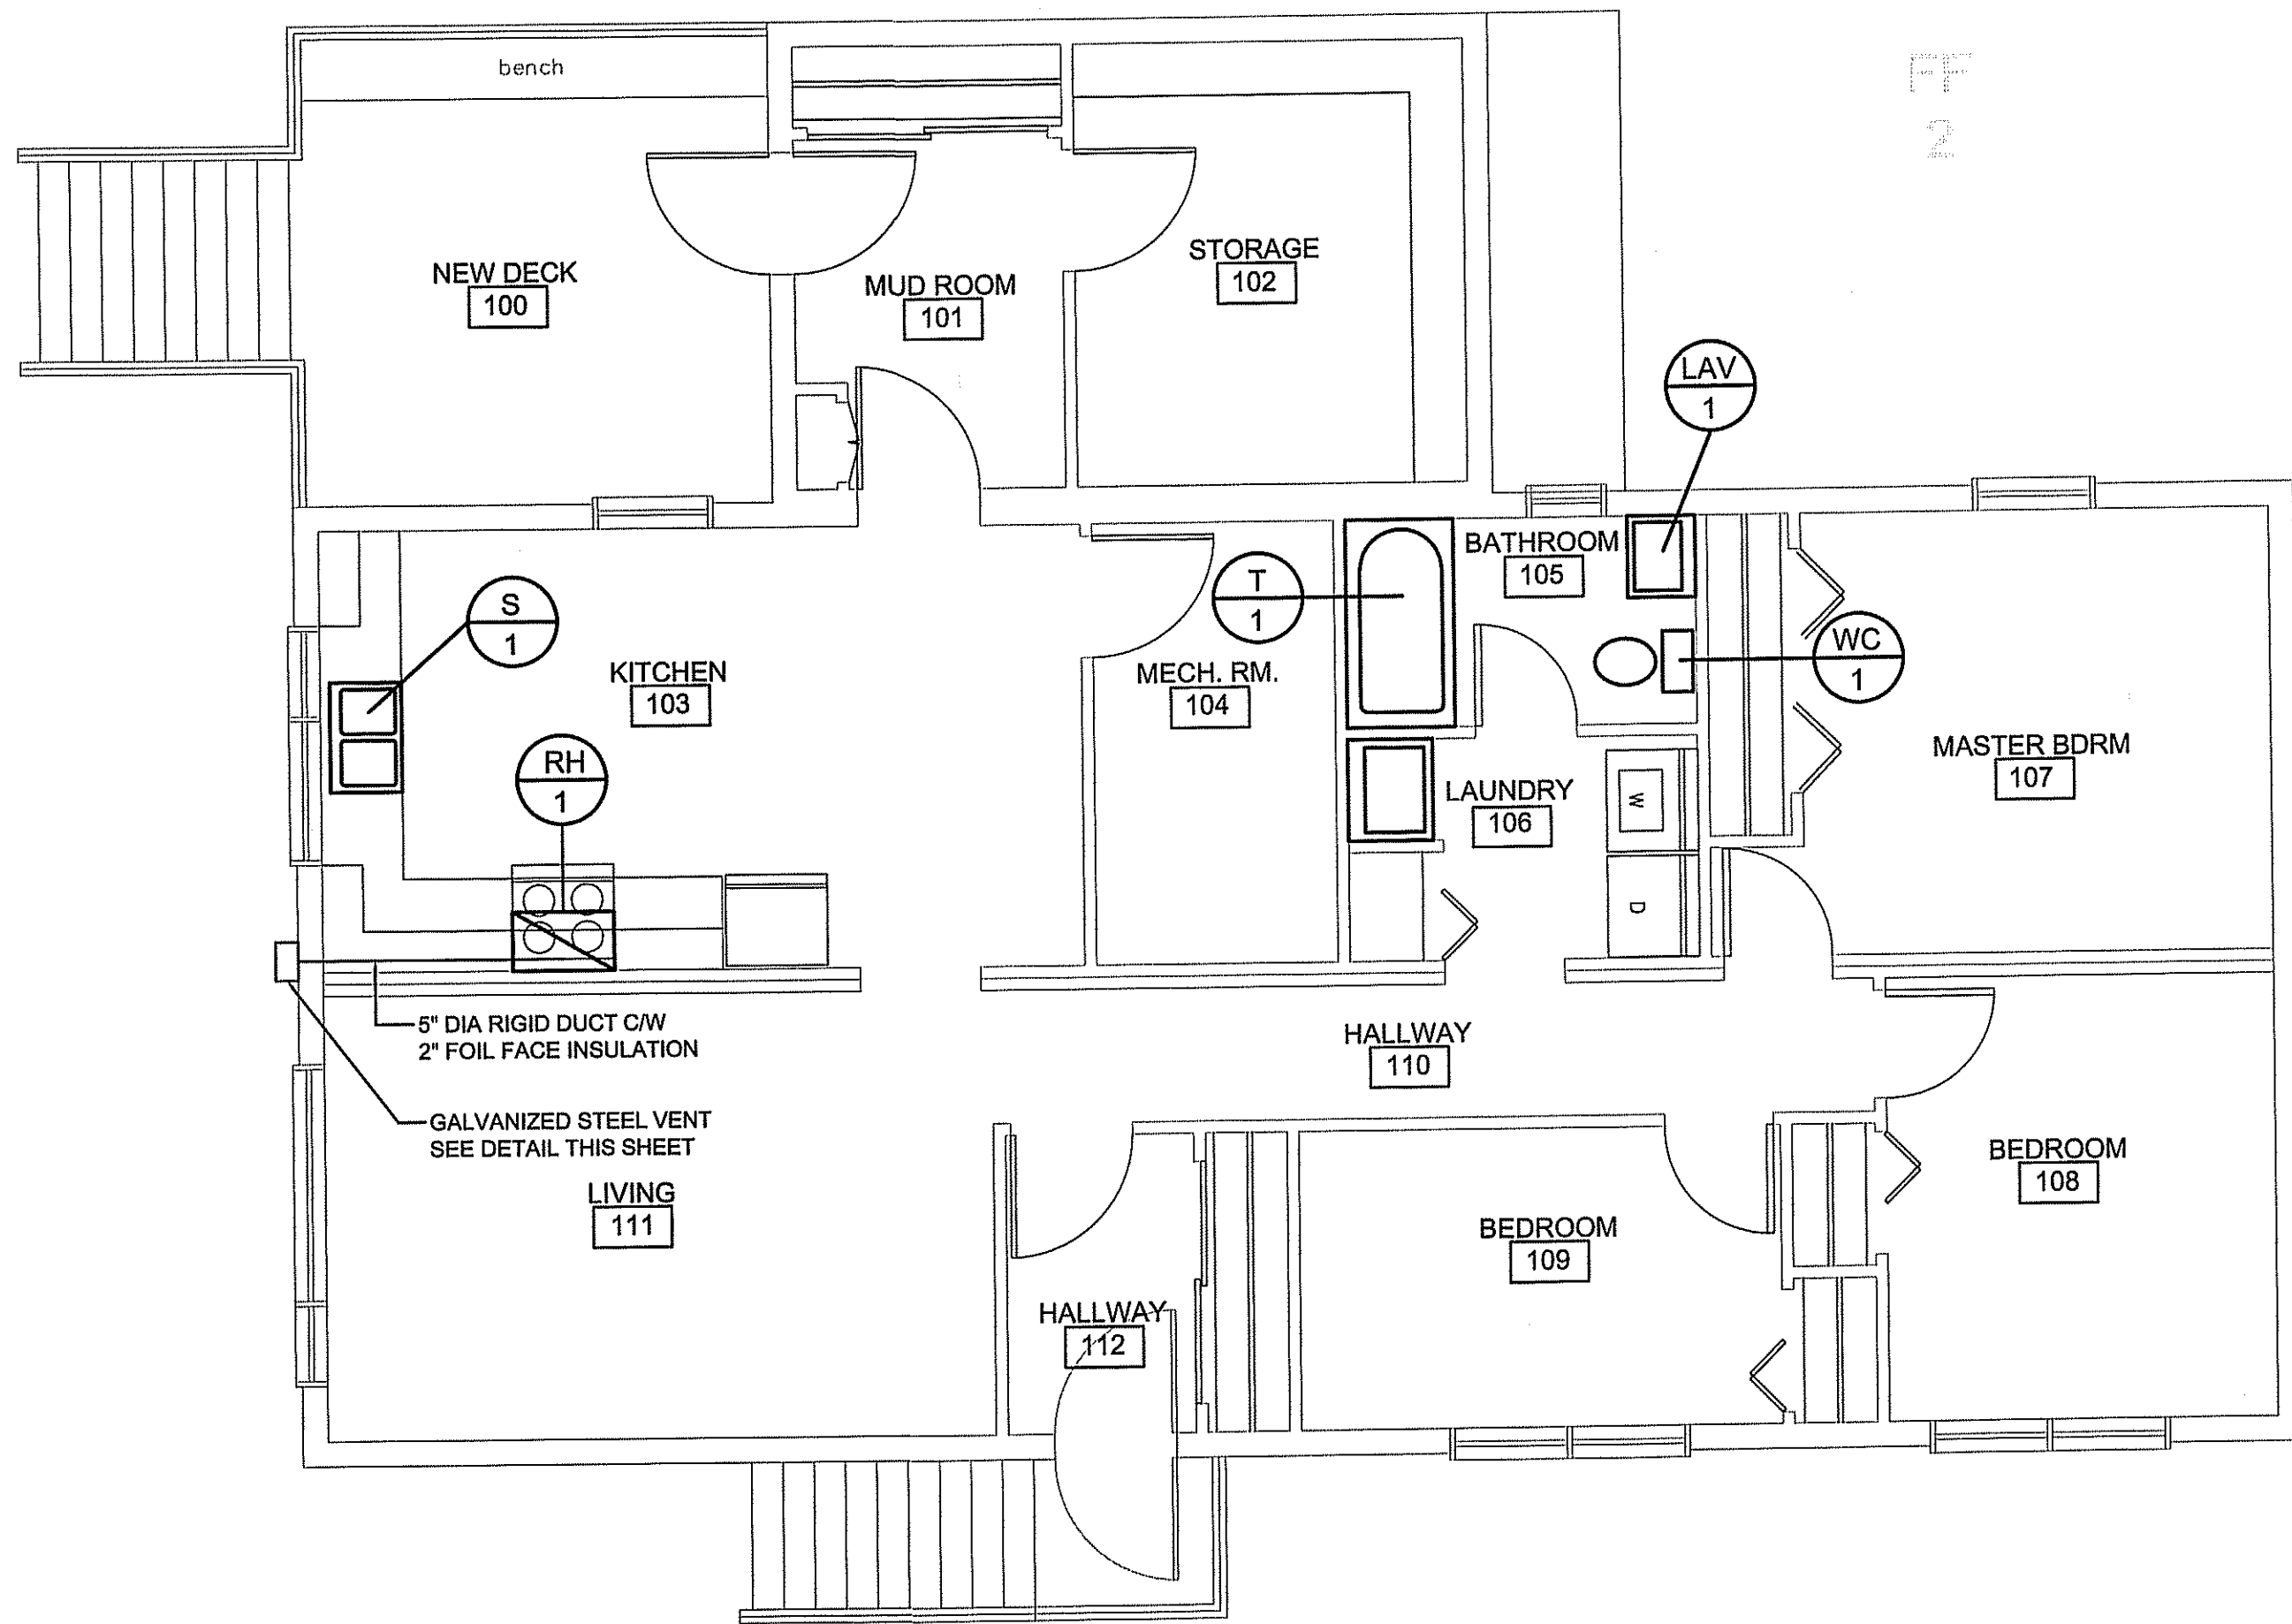 bench
FF
2
NEW DECK
100
MUD ROOM
101
STORAGE
102
LAV
1
BATHROOM
105
T
1
S
1
KITCHEN
103
MECH. RM.
104
WC
1
MASTER BDRM
107
RH
1
LAUNDRY
106
W
D
5" DIA RIGID DUCT C/W
2" FOIL FACE INSULATION
HALLWAY
110
GALVANIZED STEEL VENT
SEE DETAIL THIS SHEET
LIVING
111
BEDROOM
108
BEDROOM
109
HALLWAY
112